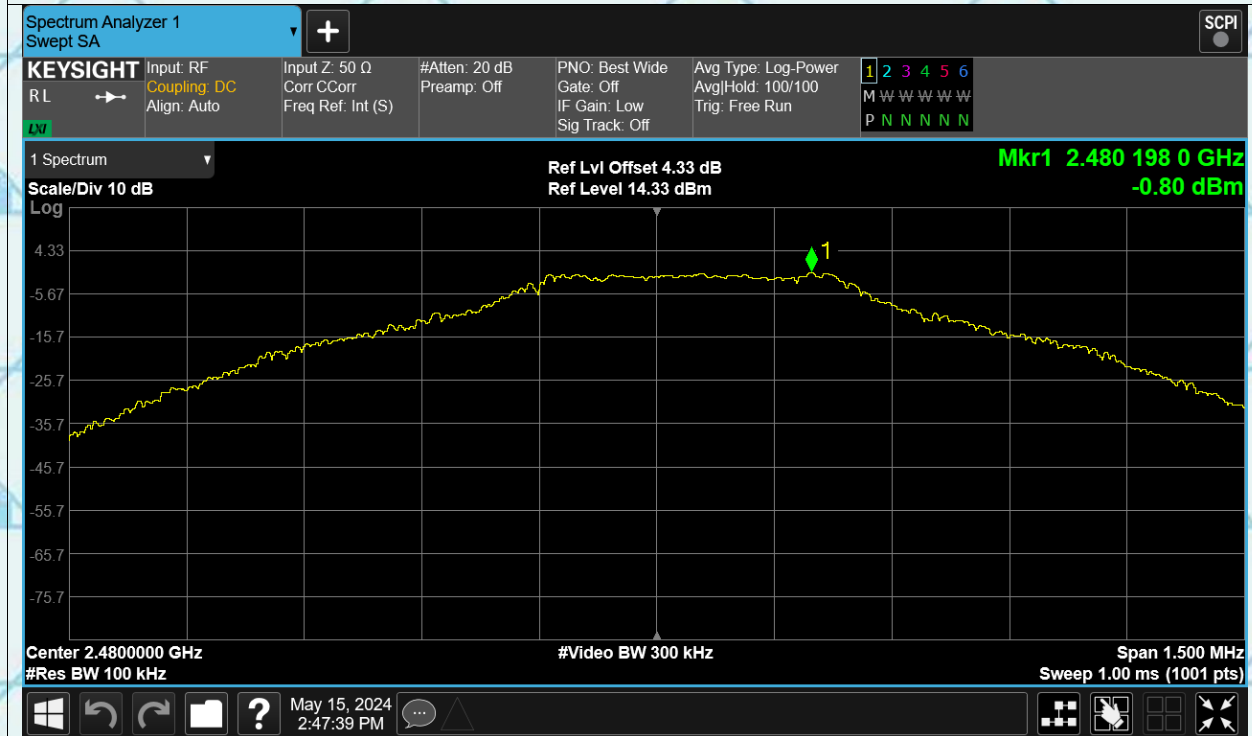 Spectrum Analyzer 1
Swept SA
SCPI
KEYSIGHT
RL
LXI
Input: RF
Coupling: DC
Align: Auto
Input Z: 50 Ω
Corr CCorr
Freq Ref: Int (S)
#Atten: 20 dB
Preamp: Off
PNO: Best Wide
Gate: Off
IF Gain: Low
Sig Track: Off
Avg Type: Log-Power
Avg|Hold: 100/100
Trig: Free Run
1 2 3 4 5 6
M W W W W W
P N N N N N
1 Spectrum
Scale/Div 10 dB
Log
Ref Lvl Offset 4.33 dB
Ref Level 14.33 dBm
Mkr1 2.480 198 0 GHz
-0.80 dBm
1
4.33
-5.67
-15.7
-25.7
-35.7
-45.7
-55.7
-65.7
-75.7
Center 2.4800000 GHz
#Res BW 100 kHz
#Video BW 300 kHz
Span 1.500 MHz
Sweep 1.00 ms (1001 pts)
?
May 15, 2024
2:47:39 PM